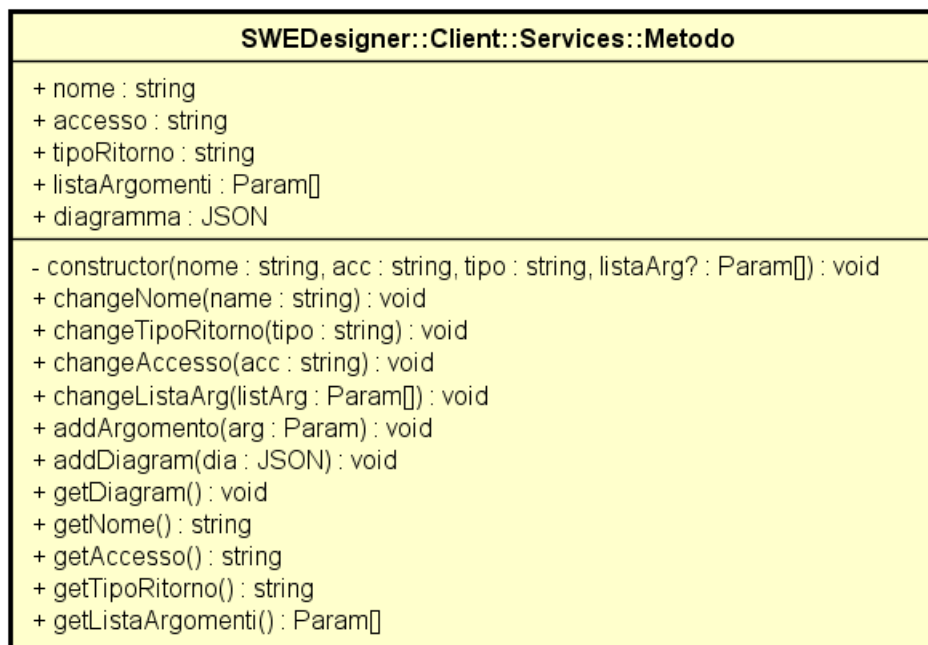 SWEDesigner::Client::Services::Metodo
+ nome : string
+ accesso : string
+ tipoRitorno : string
+ listaArgomenti : Param[]
+ diagramma : JSON
- constructor(nome : string, acc : string, tipo : string, listaArg? : Param[]) : void
+ changeNome(name : string) : void
+ changeTipoRitorno(tipo : string) : void
+ changeAccesso(acc : string) : void
+ changeListaArg(listArg : Param[]) : void
+ addArgomento(arg : Param) : void
+ addDiagram(dia : JSON) : void
+ getDiagram() : void
+ getNome() : string
+ getAccesso() : string
+ getTipoRitorno() : string
+ getListaArgomenti() : Param[]